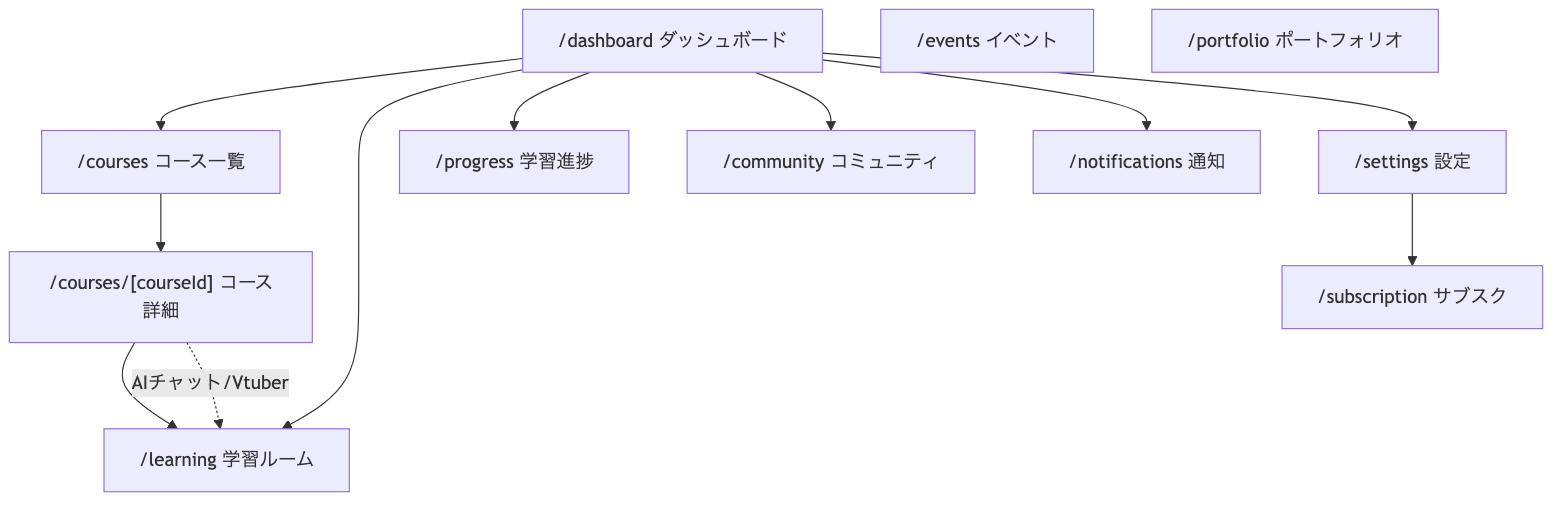 /dashboard ダッシュボード
/events イベント
/portfolio ポートフォリオ
/courses コース一覧
/progress 学習進捗
/community コミュニティ
/notifications 通知
/settings 設定
/courses/[courseId] コース
詳細
/subscription サブスク
AIチャット/Vtuber
/learning 学習ルーム